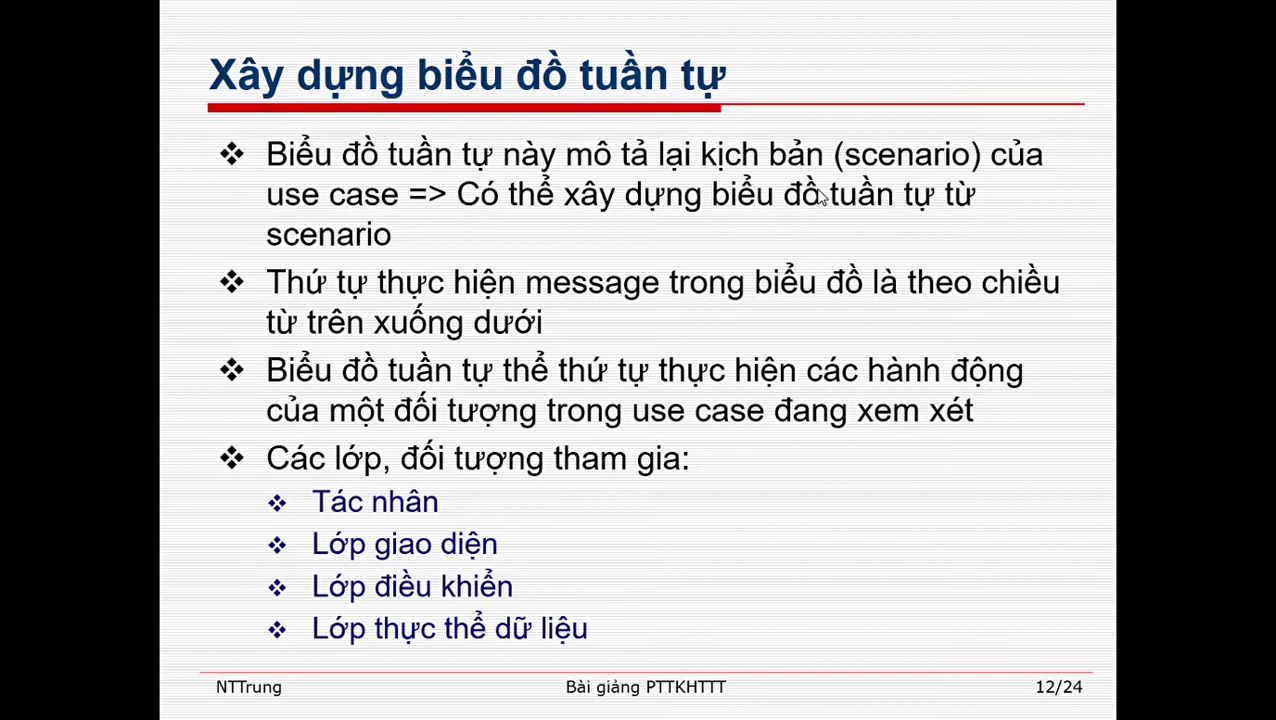 Xây dựng biểu đồ tuần tự
❖ Biểu đồ tuần tự này mô tả lại kịch bản (scenario) của
use case => Có thể xây dựng biểu đồ tuần tự từ
scenario
❖ Thứ tự thực hiện message trong biểu đồ là theo chiều
từ trên xuống dưới
❖ Biểu đồ tuần tự thể thứ tự thực hiện các hành động
của một đối tượng trong use case đang xem xét
❖ Các lớp, đối tượng tham gia:
❖ Tác nhân
❖ Lớp giao diện
❖ Lớp điều khiển
❖ Lớp thực thể dữ liệu
NTTrung Bài giảng PTTKHTTT 12/24